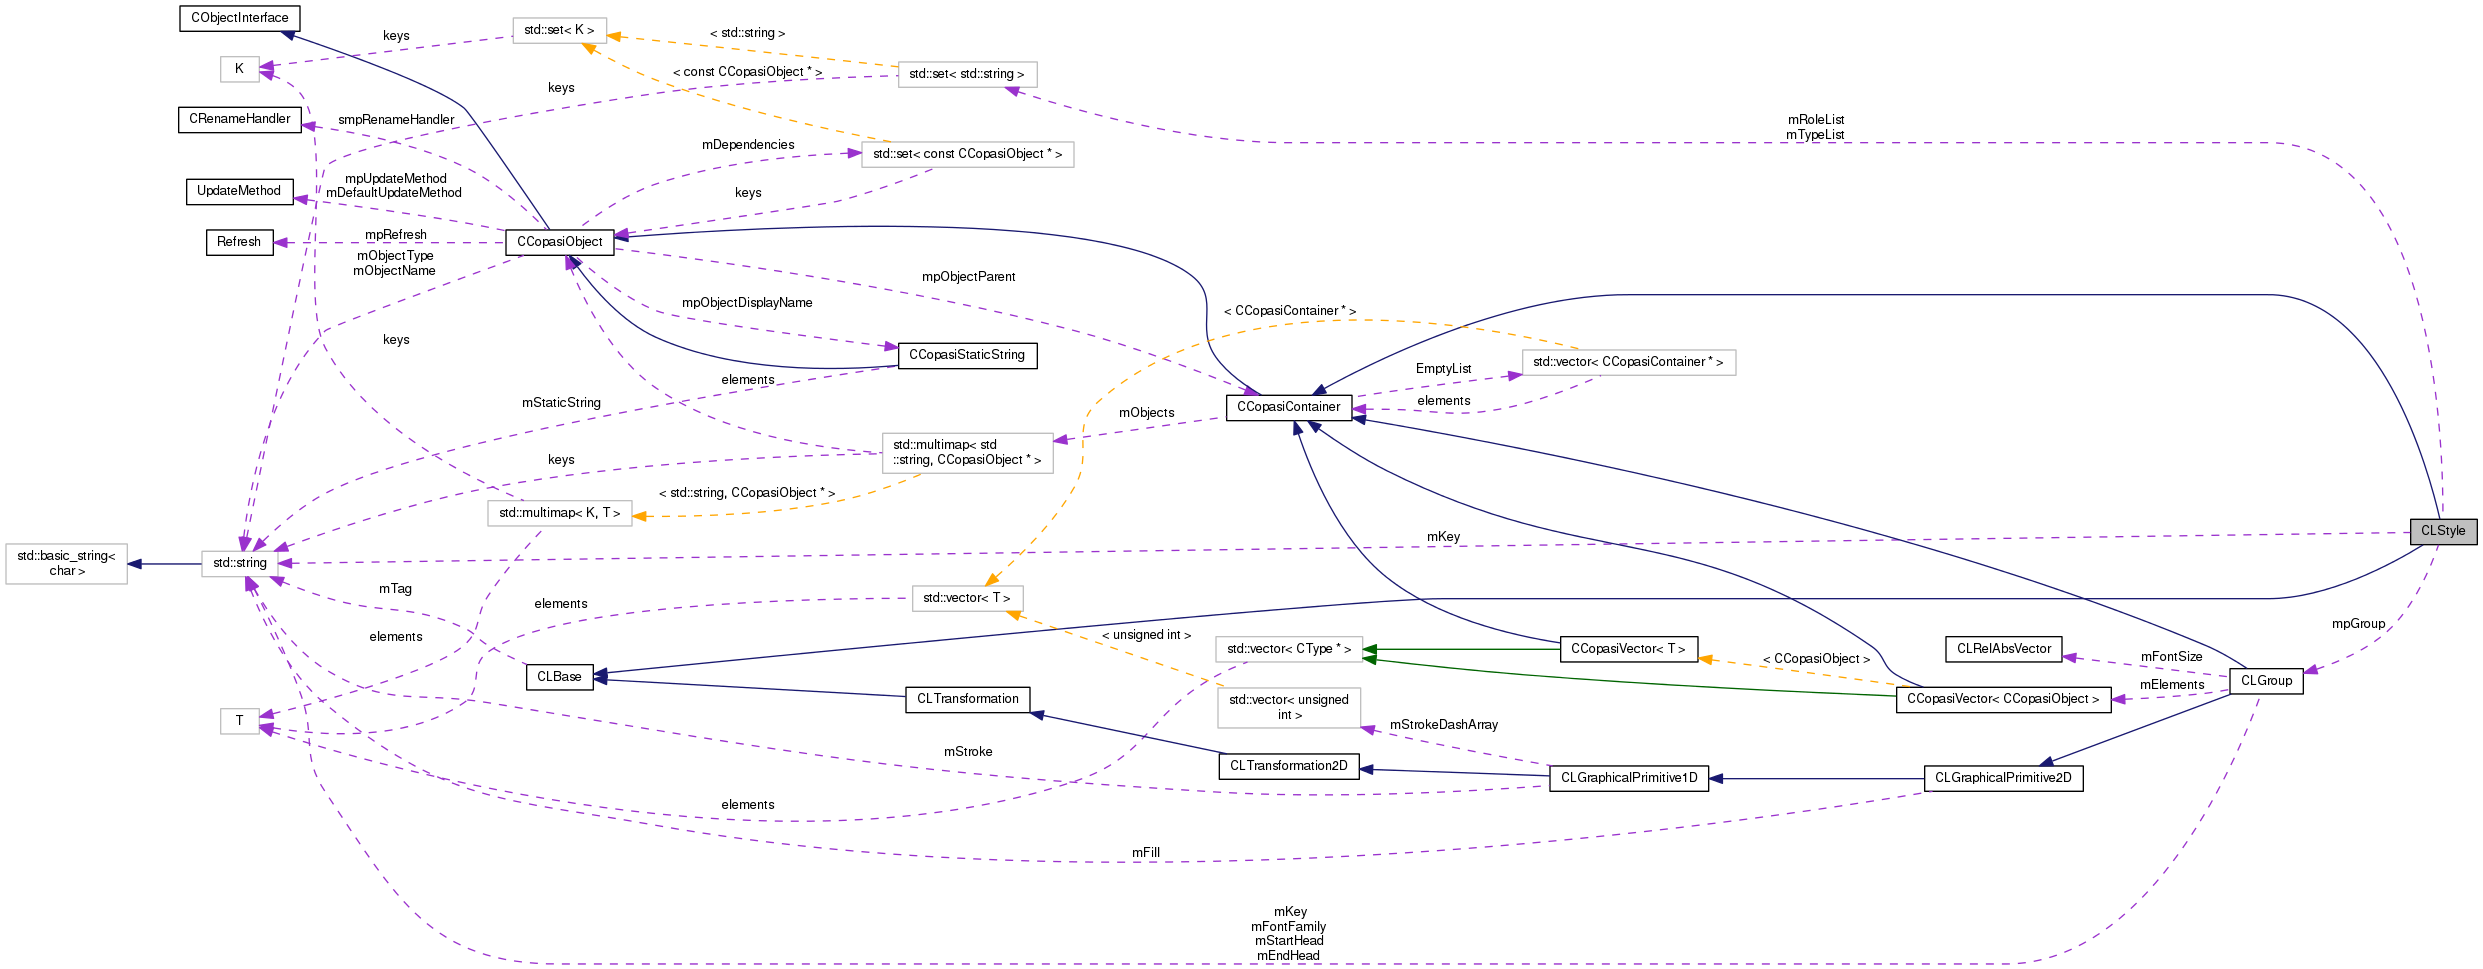 CObjectInterface
std::set< K >
keys
< std::string >
K
< const CCopasiObject * >
std::set< std::string >
keys
CRenameHandler
smpRenameHandler
mRoleList
mTypeList
mDependencies
std::set< const CCopasiObject * >
UpdateMethod
mpUpdateMethod
mDefaultUpdateMethod
keys
Refresh
mpRefresh
CCopasiObject
mObjectType
mObjectName
mpObjectParent
mpObjectDisplayName
< CCopasiContainer * >
keys
CCopasiStaticString
std::vector< CCopasiContainer * >
EmptyList
elements
mStaticString
CCopasiContainer
elements
mObjects
std::multimap< std
::string, CCopasiObject * >
keys
< std::string, CCopasiObject * >
std::multimap< K, T >
CLStyle
mKey
std::basic_string<
char >
std::string
mTag
std::vector< T >
elements
elements
< unsigned int >
std::vector< CType * >
CCopasiVector< T >
CLRelAbsVector
mpGroup
mFontSize
< CCopasiObject >
CLBase
CLGroup
mElements
CLTransformation
std::vector< unsigned
int >
CCopasiVector< CCopasiObject >
T
mStrokeDashArray
mStroke
CLTransformation2D
CLGraphicalPrimitive1D
CLGraphicalPrimitive2D
elements
mFill
mKey
mFontFamily
mStartHead
mEndHead